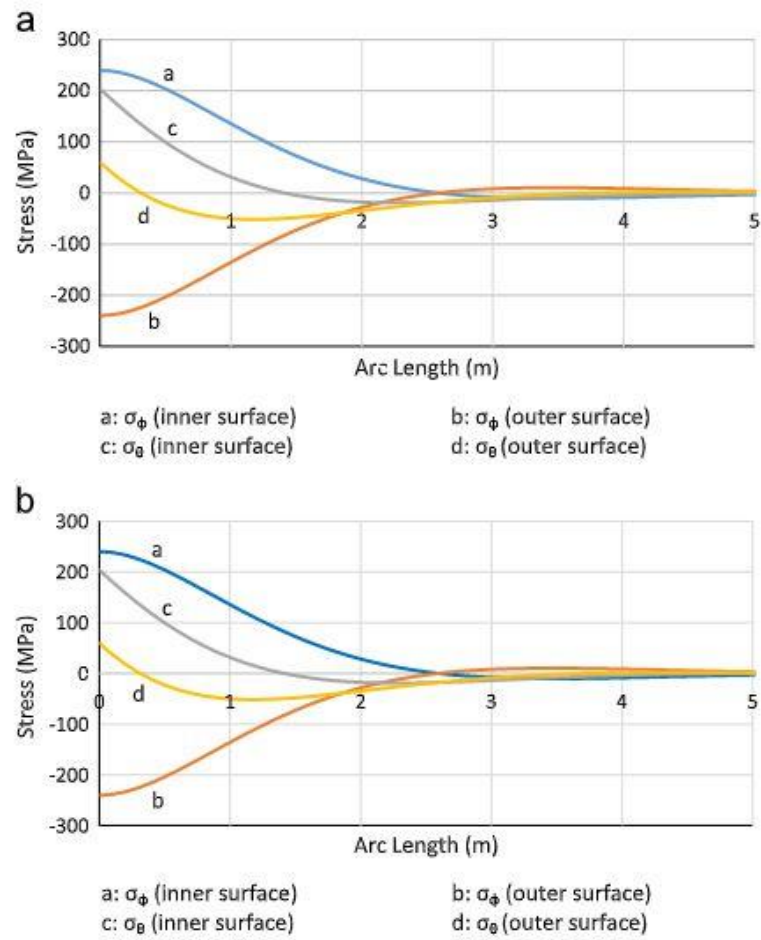 a
300
200
100
0
-100
-200
-300
Stress (MPa)
a
c
d
b
1 2 3 4 5
Arc Length (m)
a: σϕ (inner surface) b: σϕ (outer surface)
c: σθ (inner surface) d: σθ (outer surface)
b
300
200
100
0
-100
-200
-300
Stress (MPa)
a
c
d
b
0 1 2 3 4 5
Arc Length (m)
a: σϕ (inner surface) b: σϕ (outer surface)
c: σθ (inner surface) d: σθ (outer surface)